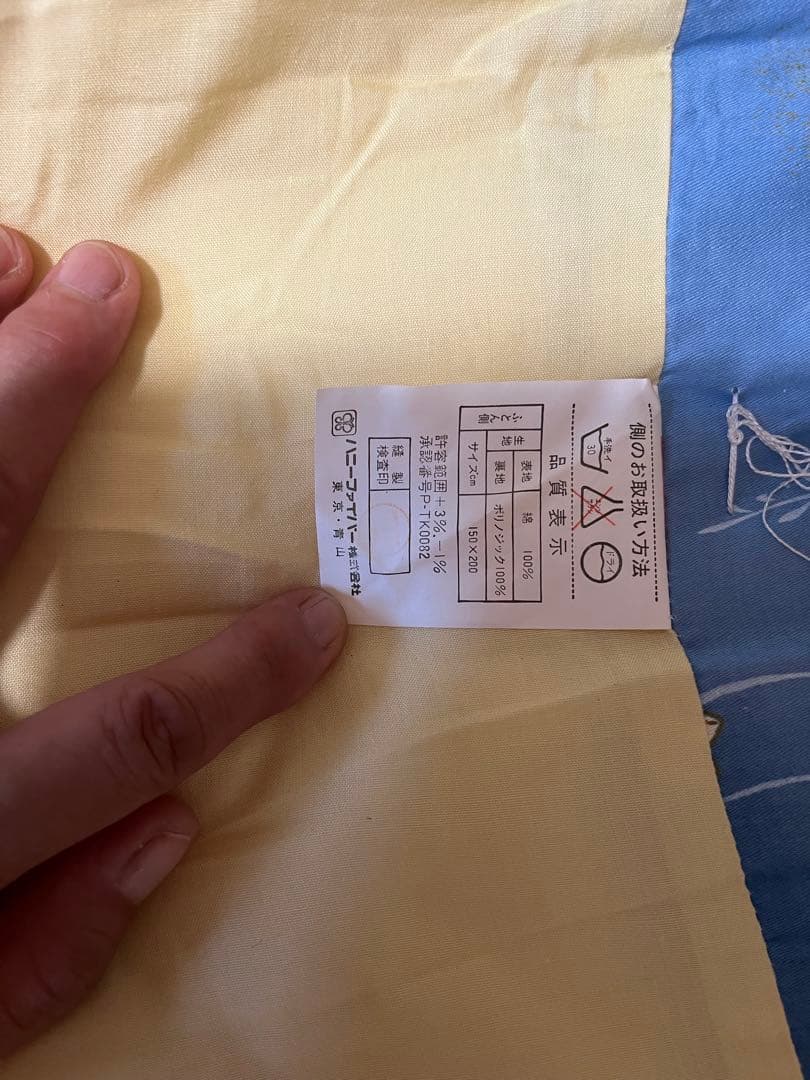 側のお取扱い方法
手洗イ
30
ドライ
品質表示
ふとん側
生地
表地 綿 100%
裏地 ポリノジック100%
サイズcm 150×200
許容範囲+3%.-1%
承認番号P-TK0082
縫製
検査印
ハニーファイバー株式会社
東京・青山